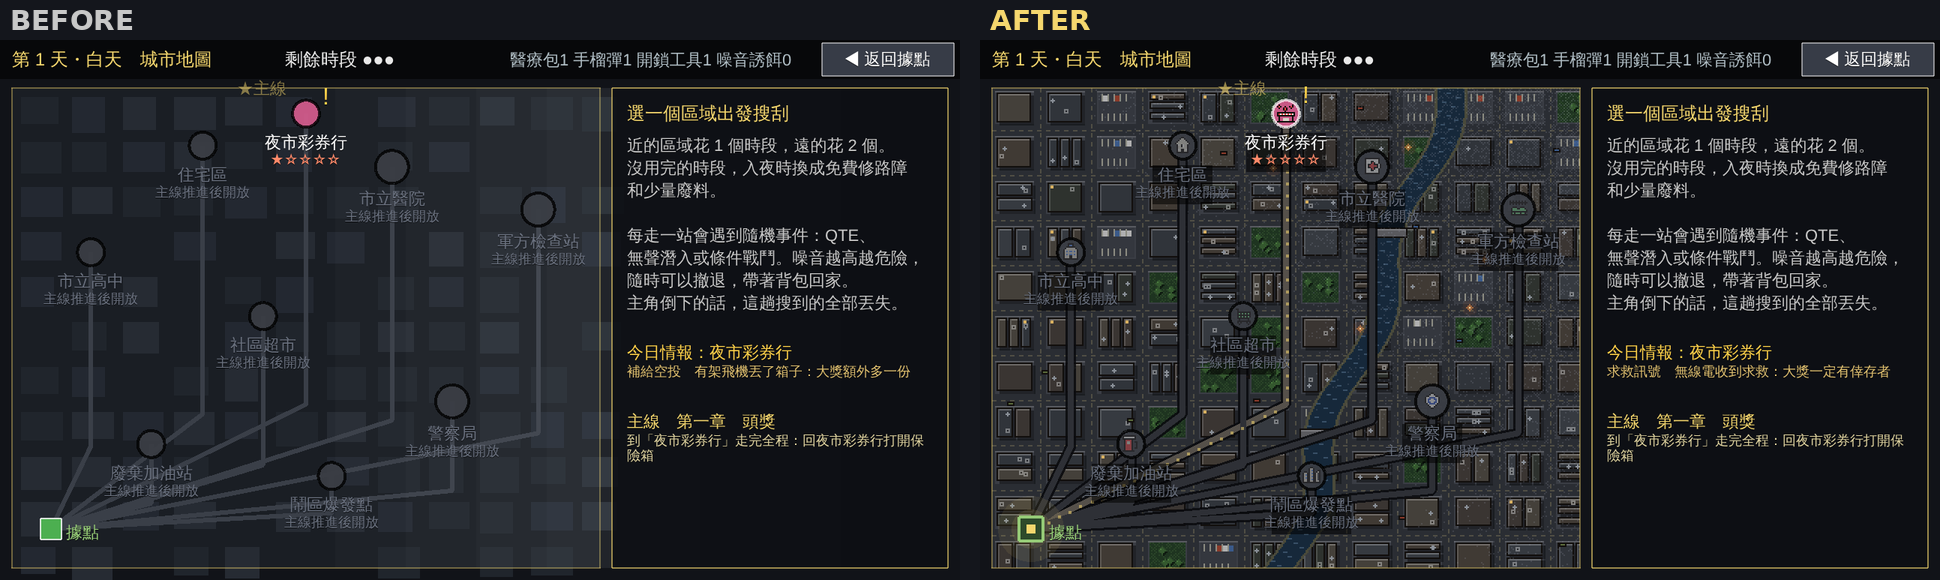 BEFORE
第 1 天・白天　城市地圖
剩餘時段 ●●●
醫療包1 手榴彈1 開鎖工具1 噪音誘餌0
◀ 返回據點
★主線
!
夜市彩券行
★☆☆☆☆
住宅區
主線推進後開放
市立醫院
主線推進後開放
軍方檢查站
主線推進後開放
市立高中
主線推進後開放
社區超市
主線推進後開放
警察局
主線推進後開放
廢棄加油站
主線推進後開放
鬧區爆發點
主線推進後開放
據點
選一個區域出發搜刮
近的區域花 1 個時段，遠的花 2 個。
沒用完的時段，入夜時換成免費修路障
和少量廢料。
每走一站會遇到隨機事件：QTE、
無聲潛入或條件戰鬥。噪音越高越危險，
隨時可以撤退，帶著背包回家。
主角倒下的話，這趟搜到的全部丟失。
今日情報：夜市彩券行
補給空投　有架飛機丟了箱子：大獎額外多一份
主線　第一章　頭獎
到「夜市彩券行」走完全程：回夜市彩券行打開保
險箱
AFTER
第 1 天・白天　城市地圖
剩餘時段 ●●●
醫療包1 手榴彈1 開鎖工具1 噪音誘餌0
◀ 返回據點
★主線
!
夜市彩券行
★☆☆☆☆
住宅區
主線推進後開放
市立醫院
主線推進後開放
軍方檢查站
主線推進後開放
市立高中
主線推進後開放
社區超市
主線推進後開放
警察局
主線推進後開放
廢棄加油站
主線推進後開放
鬧區爆發點
主線推進後開放
據點
選一個區域出發搜刮
近的區域花 1 個時段，遠的花 2 個。
沒用完的時段，入夜時換成免費修路障
和少量廢料。
每走一站會遇到隨機事件：QTE、
無聲潛入或條件戰鬥。噪音越高越危險，
隨時可以撤退，帶著背包回家。
主角倒下的話，這趟搜到的全部丟失。
今日情報：夜市彩券行
求救訊號　無線電收到求救：大獎一定有倖存者
主線　第一章　頭獎
到「夜市彩券行」走完全程：回夜市彩券行打開保
險箱